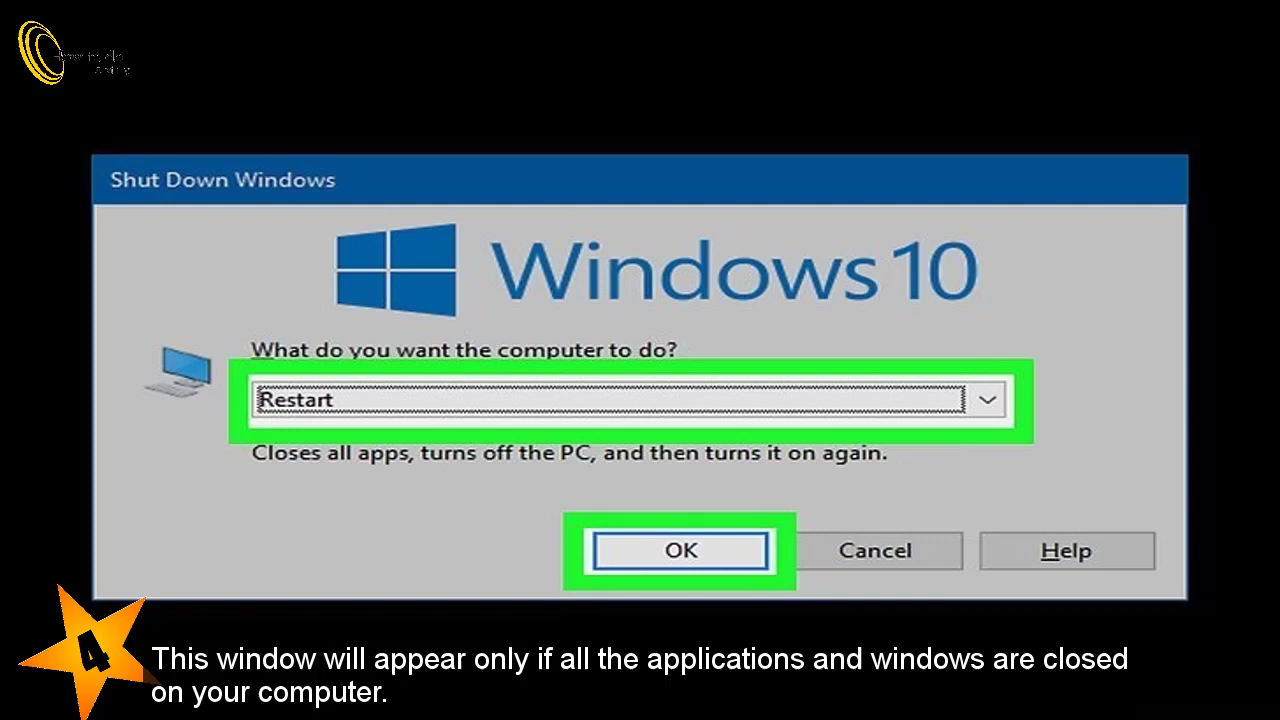 Shut Down Windows
Windows 10
What do you want the computer to do?
Restart
Closes all apps, turns off the PC, and then turns it on again.
OK
Cancel
Help
4
This window will appear only if all the applications and windows are closed
on your computer.